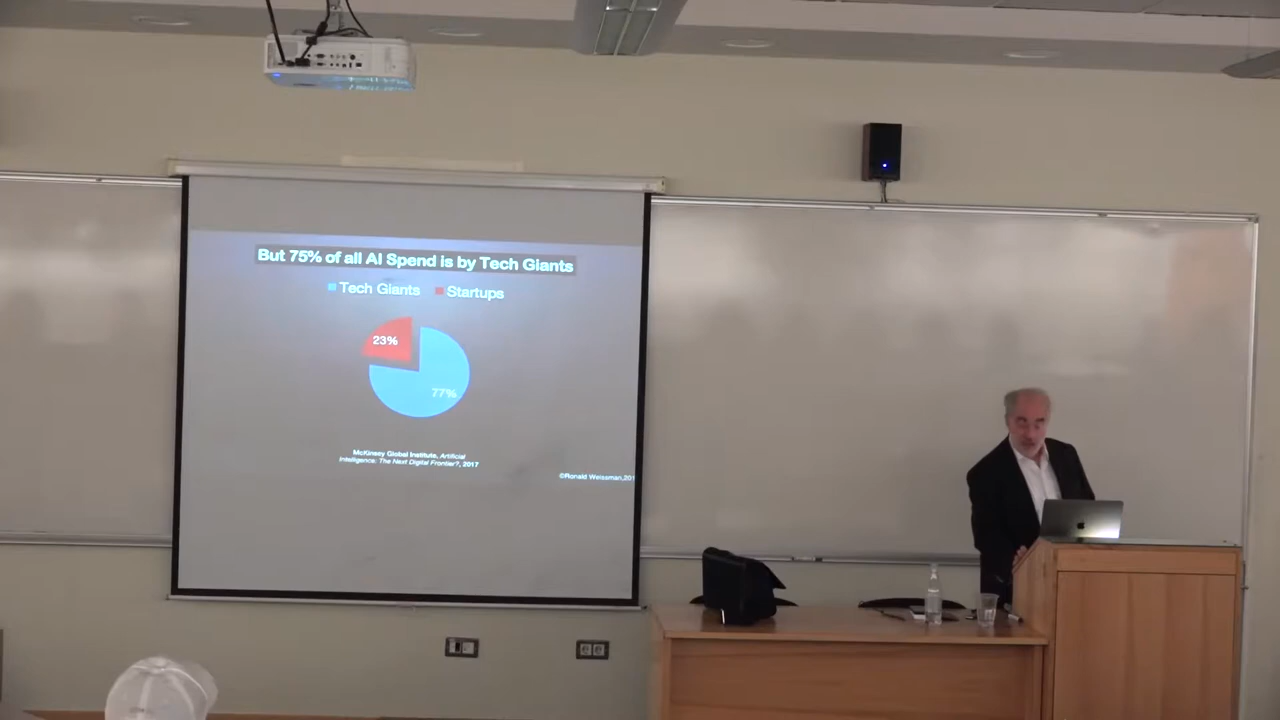 But 75% of all AI Spend is by Tech Giants
Tech Giants Startups
23%
77%
McKinsey Global Institute, Artificial
Intelligence: The Next Digital Frontier?, 2017
©Ronald Weissman,201